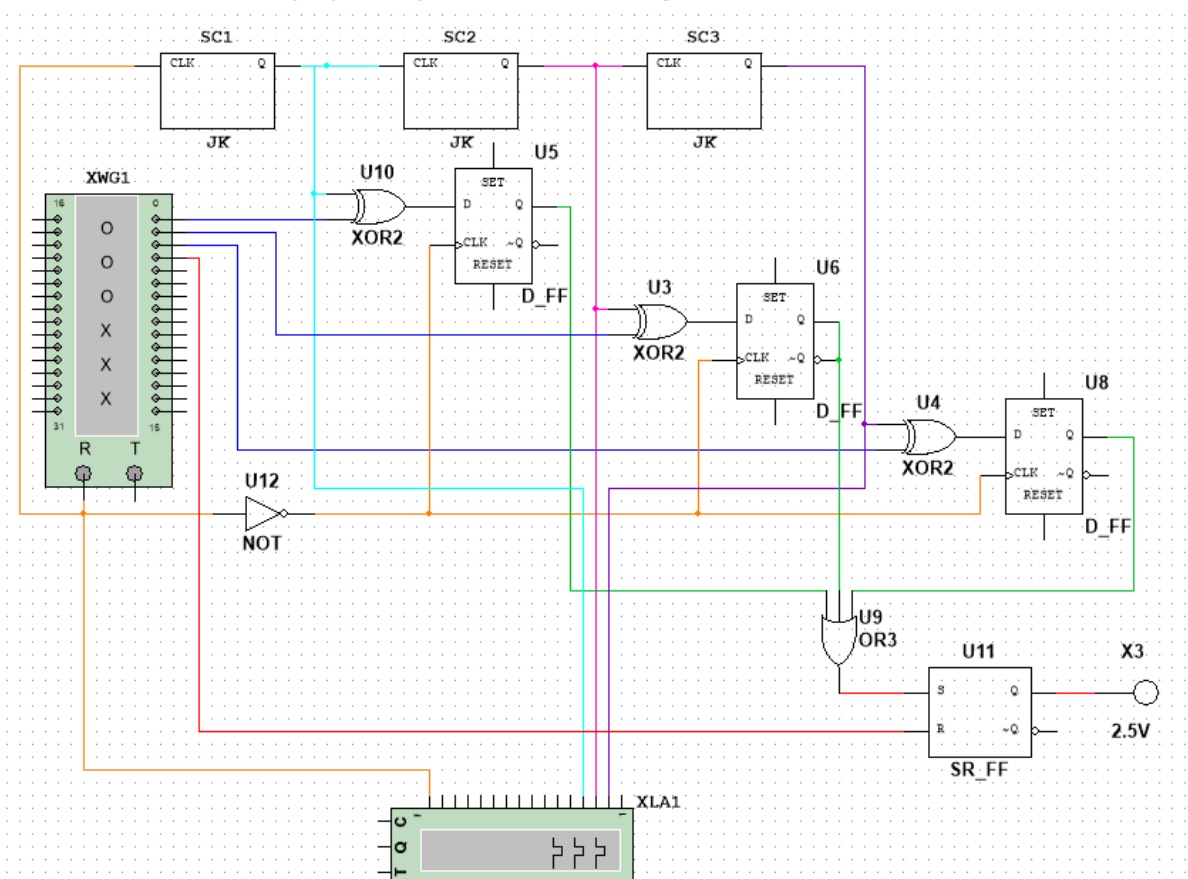 SC1
SC2
SC3
CLK Q
CLK Q
CLK Q
JK
JK
JK
U5
U10
XWG1
SET
D Q
CLK ~Q
RESET
XOR2
D_FF
16 0
O
O
O
X
X
X
31 15
R T
U6
U3
SET
D Q
CLK ~Q
RESET
XOR2
D_FF
U8
U4
SET
D Q
CLK ~Q
RESET
XOR2
D_FF
U12
NOT
U9
OR3
U11
X3
S Q
R ~Q
2.5V
SR_FF
XLA1
C
Q
T